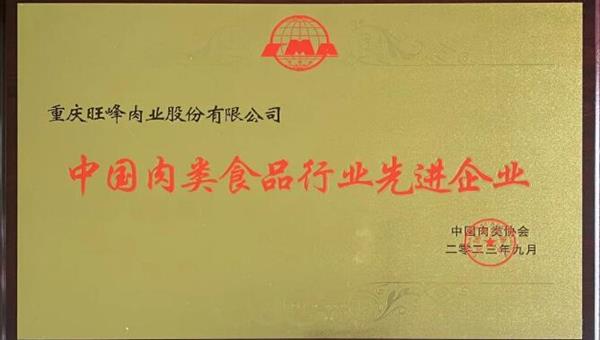 CMA
重庆旺峰肉业股份有限公司
中国肉类食品行业先进企业
中国肉类协会
二零二三年九月